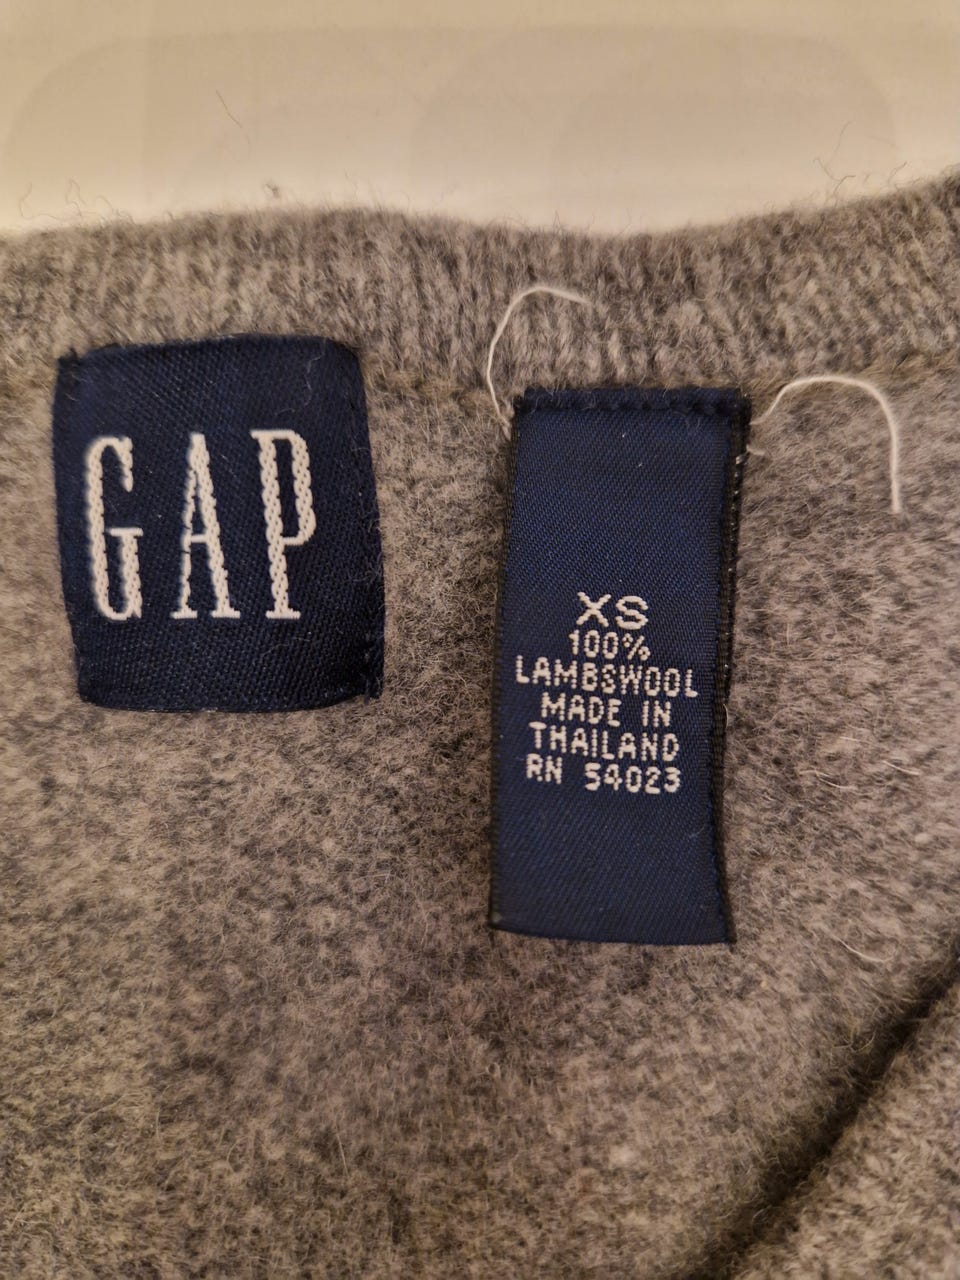 GAP
XS
100%
LAMBSWOOL
MADE IN
THAILAND
RN 54023